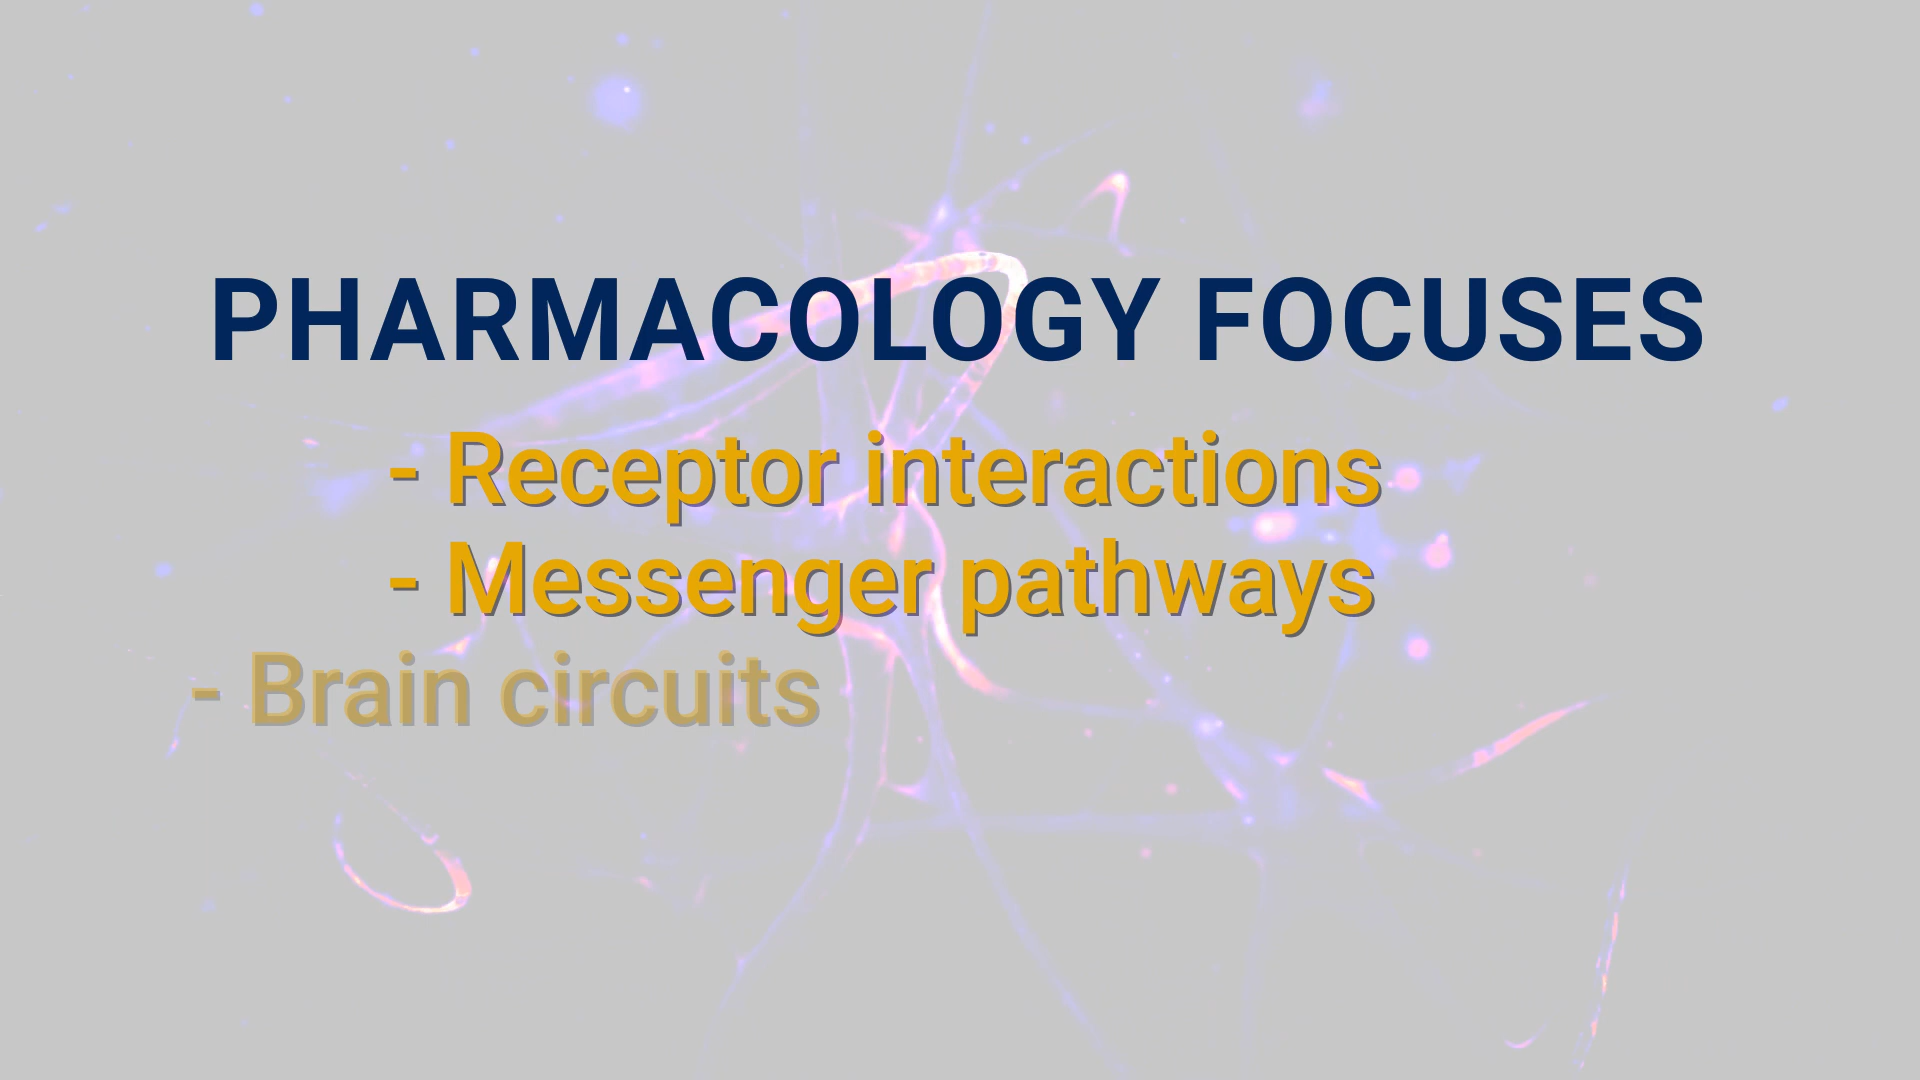 PHARMACOLOGY FOCUSES
- Receptor interactions
- Messenger pathways
- Brain circuits